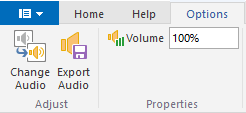 Home Help Options
Change Audio
Export Audio
Volume 100%
Adjust Properties